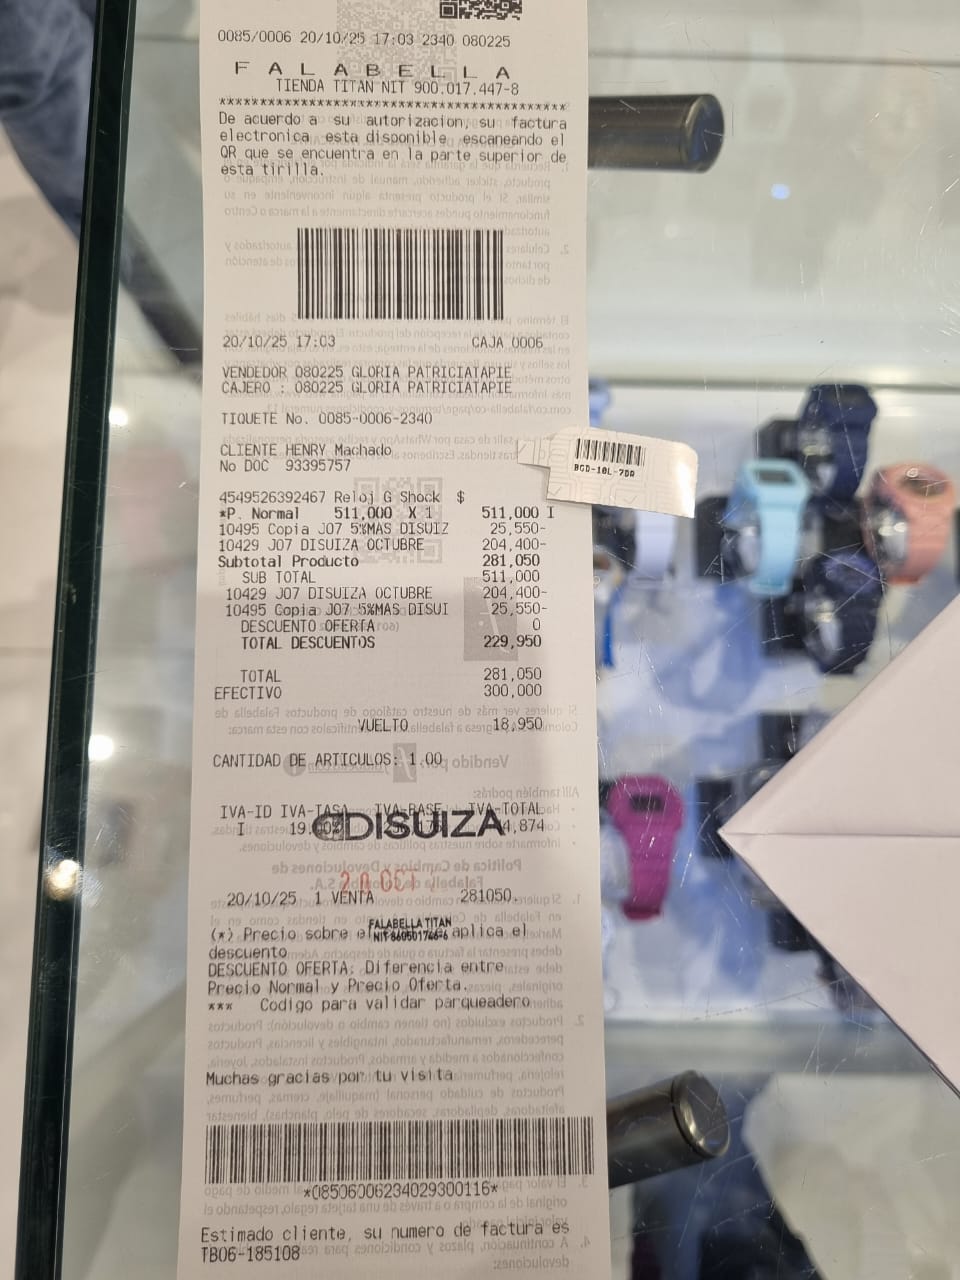 0085/0006 20/10/25 17:03 2340 080225
FALABELLA
TIENDA TITAN NIT 900.017.447-8
******************************************
De acuerdo a su autorizacion, su factura
electronica esta disponible escaneando el
QR que se encuentra en la parte superior de
esta tirilla.
20/10/25 17:03 CAJA 0006
VENDEDOR 080225 GLORIA PATRICIATAPIE
CAJERO : 080225 GLORIA PATRICIATAPIE
TIQUETE No. 0085-0006-2340
CLIENTE HENRY Machado
No DOC 93395757
BGD-10L-7DR
4549526392467 Reloj G Shock $
*P. Normal 511,000 X 1 511,000 I
10495 Copia J07 5%MAS DISUIZ 25,550-
10429 J07 DISUIZA OCTUBRE 204,400-
Subtotal Producto 281,050
SUB TOTAL 511,000
10429 J07 DISUIZA OCTUBRE 204,400-
10495 Copia J07 5%MAS DISUI 25,550-
DESCUENTO OFERTA 0
TOTAL DESCUENTOS 229,950
TOTAL 281,050
EFECTIVO 300,000
VUELTO 18,950
CANTIDAD DE ARTICULOS: 1.00
IVA-ID IVA-TASA IVA-BASE IVA-TOTAL
DISUIZA
20 OCT
20/10/25 1 VENTA 281050.
FALABELLA TITAN
NIT 860501746-6
(*) Precio sobre el aplica el
descuento
DESCUENTO OFERTA: Diferencia entre
Precio Normal y Precio Oferta.
*** Codigo para validar parqueadero
Muchas gracias por tu visita
*08506006234029300116*
Estimado cliente, su numero de factura es
TB06-185108